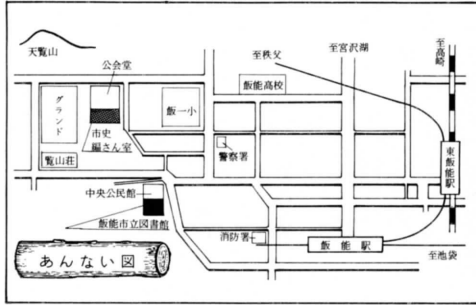 天覧山
公会堂
至秩父
至宮沢湖
至高崎
グランド
飯一小
飯能高校
市史
編さん室
覧山荘
警察署
東飯能駅
中央公民館
飯能市立図書館
消防署
飯能駅
至池袋
あんない図